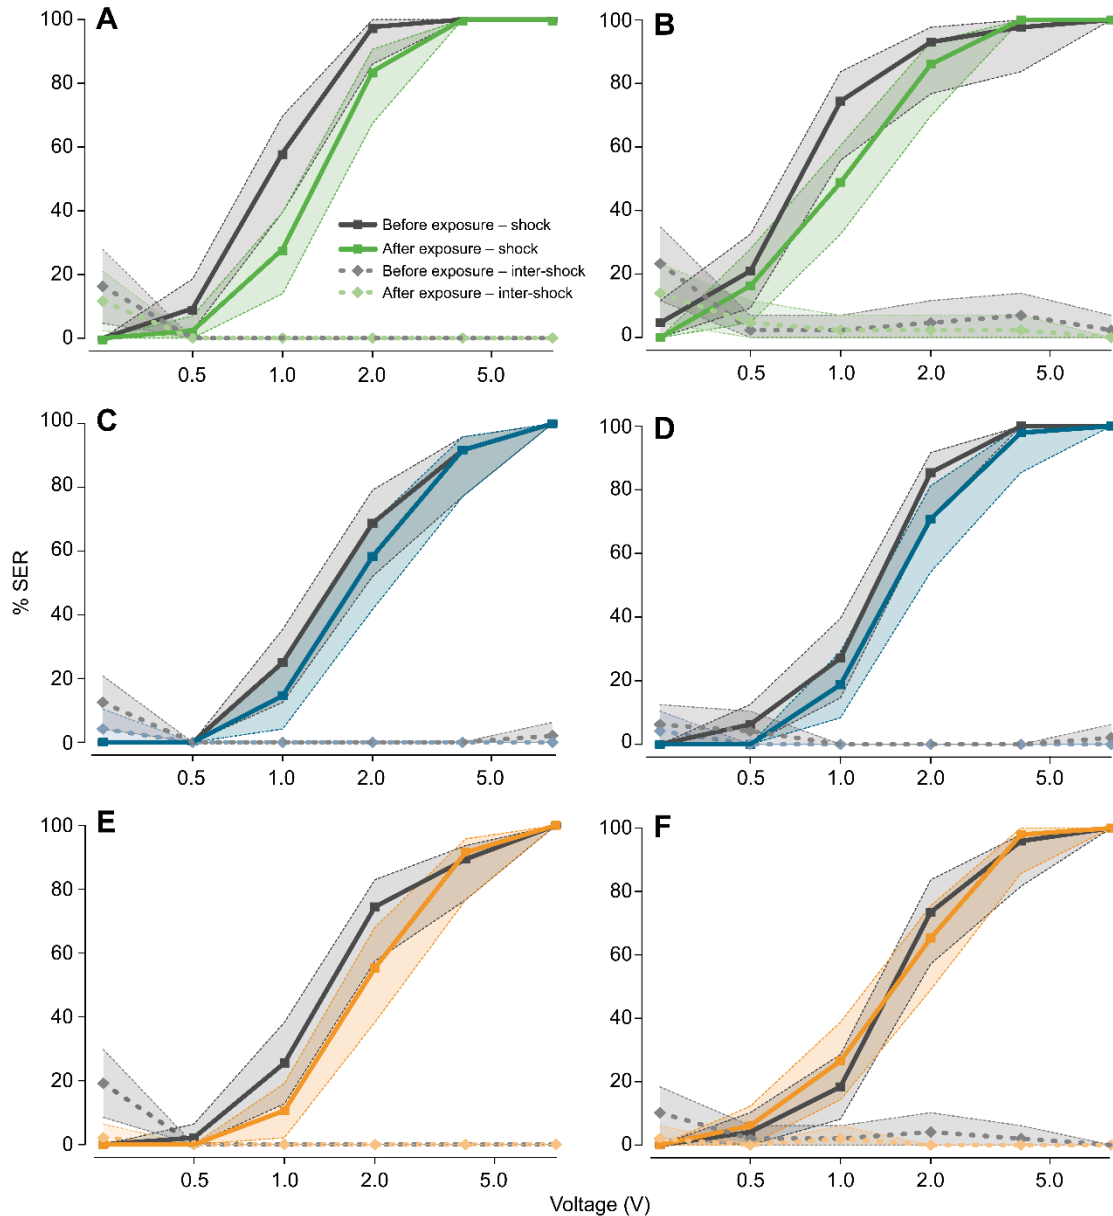 A
100
80
60
40
20
0
0.5 1.0 2.0 5.0
Before exposure – shock
After exposure – shock
Before exposure – inter-shock
After exposure – inter-shock
B
100
80
60
40
20
0
0.5 1.0 2.0 5.0
C
100
80
60
40
20
0
0.5 1.0 2.0 5.0
D
100
80
60
40
20
0
0.5 1.0 2.0 5.0
% SER
E
100
80
60
40
20
0
0.5 1.0 2.0 5.0
F
100
80
60
40
20
0
0.5 1.0 2.0 5.0
Voltage (V)